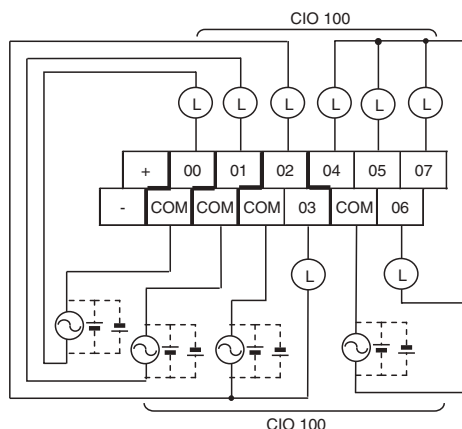 CIO 100
L L L L L L
+ 00 01 02 04 05 07
- COM COM COM 03 COM 06
L L
CIO 100